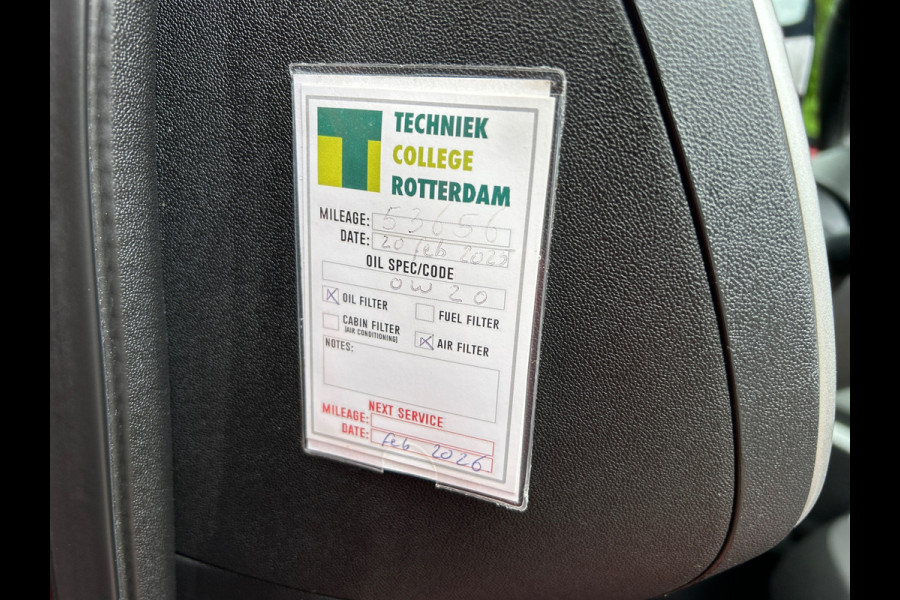 TECHNIEK
COLLEGE
ROTTERDAM
MILEAGE: 53656
DATE: 20 feb 2025
OIL SPEC/CODE
0W20
OIL FILTER
FUEL FILTER
CABIN FILTER
(AIR CONDITIONING)
AIR FILTER
NOTES:
NEXT SERVICE
MILEAGE:
DATE: feb 2026